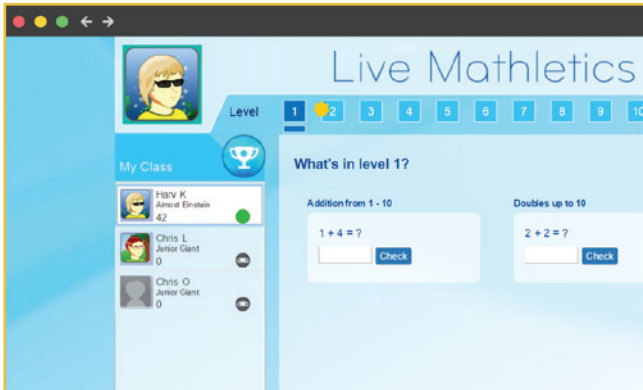 Live Mathletics
Level 1 2 3 4 5 6 7 8 9 10
My Class
Harv K
Almost Einstein
42
Chris L
Junior Giant
0
Chris O
Junior Giant
0
What's in level 1?
Addition from 1 - 10
1 + 4 = ?
Check
Doubles up to 10
2 + 2 = ?
Check